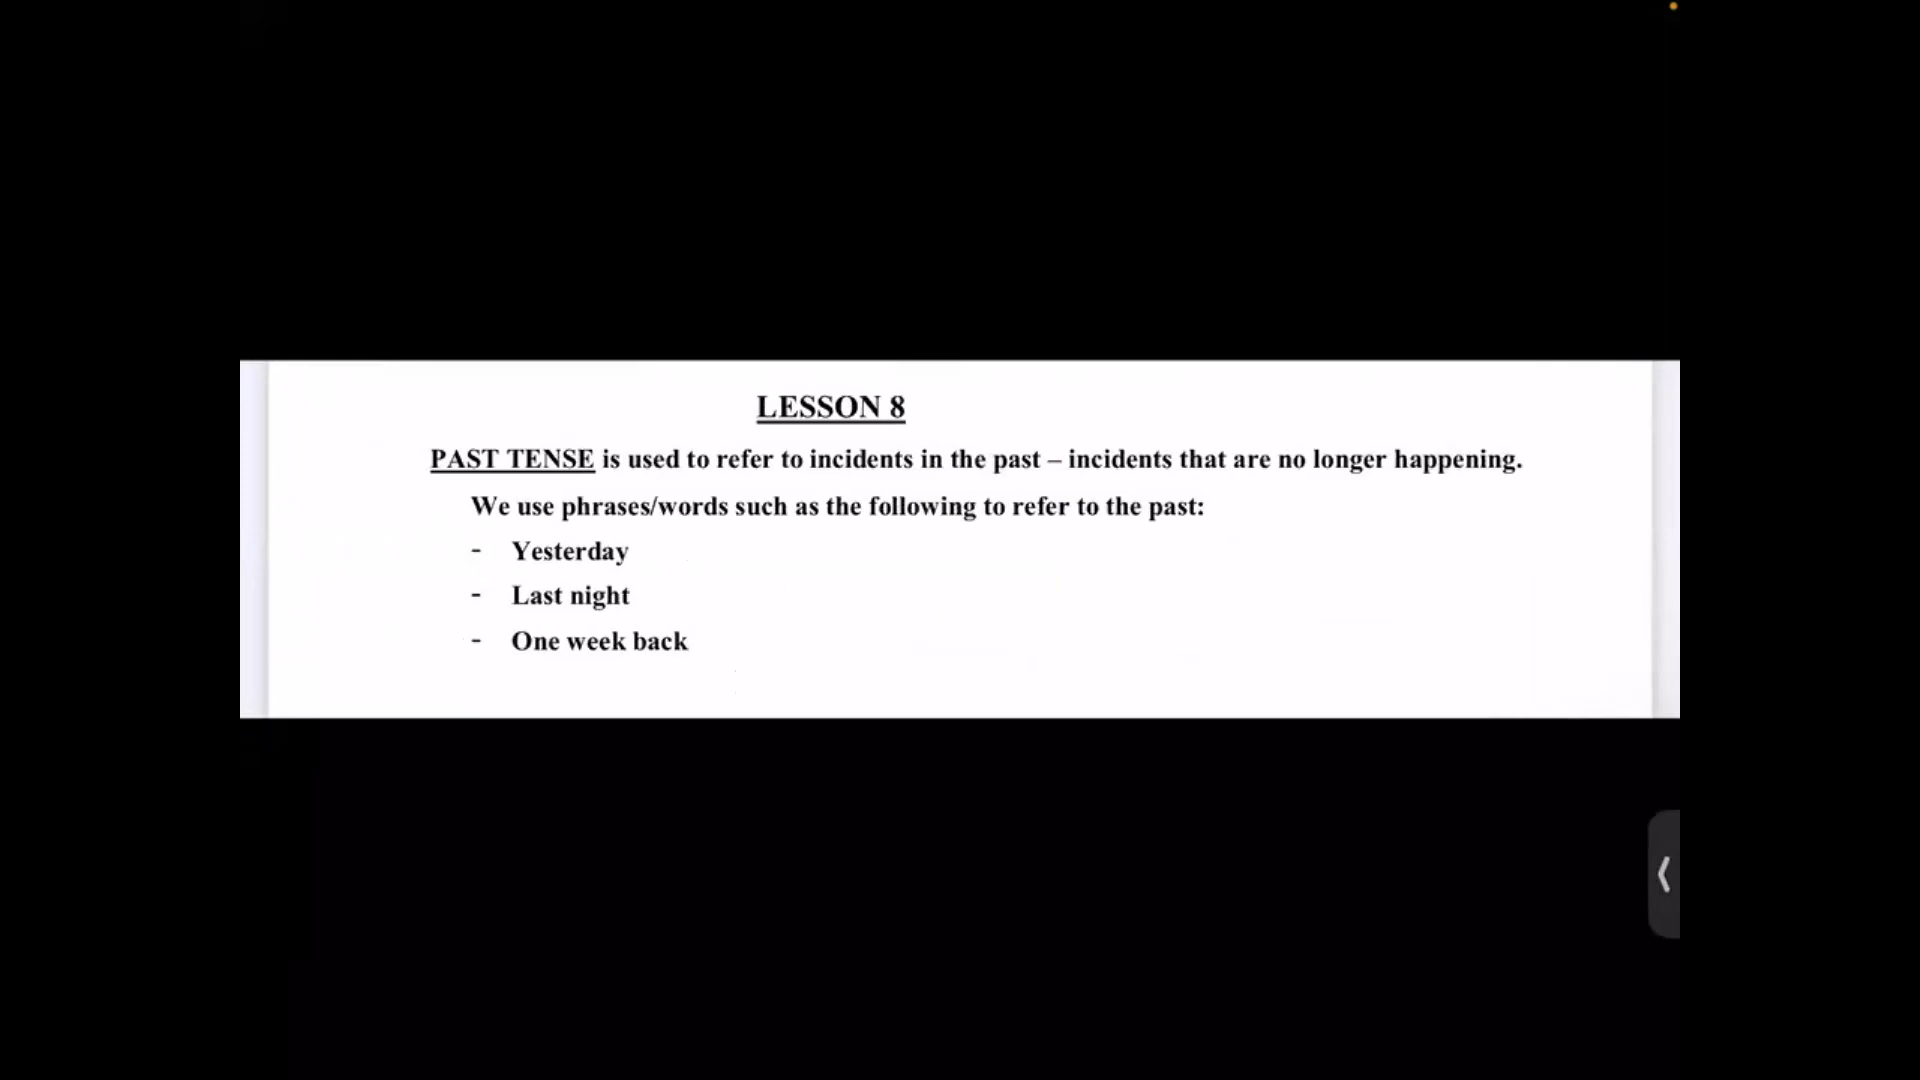 LESSON 8
PAST TENSE is used to refer to incidents in the past – incidents that are no longer happening.
We use phrases/words such as the following to refer to the past:
- Yesterday
- Last night
- One week back